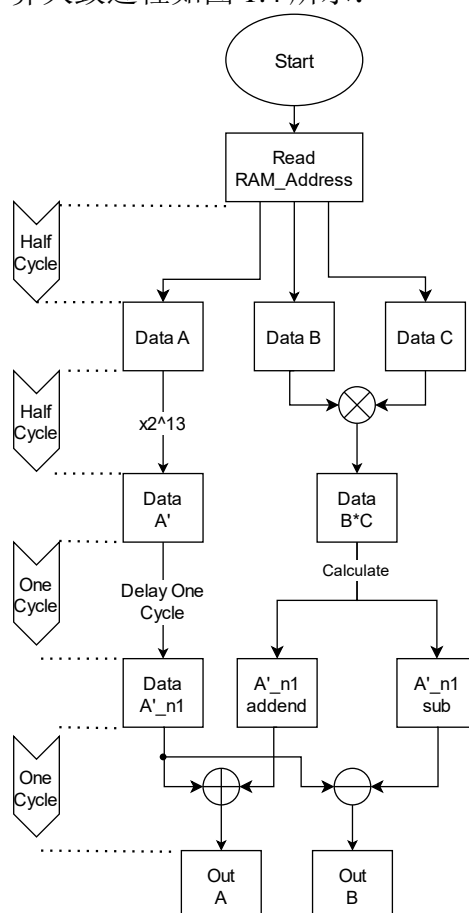 Start
Read
RAM_Address
Half
Cycle
Data A
Data B
Data C
Half
Cycle
x2^13
Data
A'
Data
B*C
One
Cycle
Delay One
Cycle
Calculate
Data
A'_n1
A'_n1
addend
A'_n1
sub
One
Cycle
Out
A
Out
B